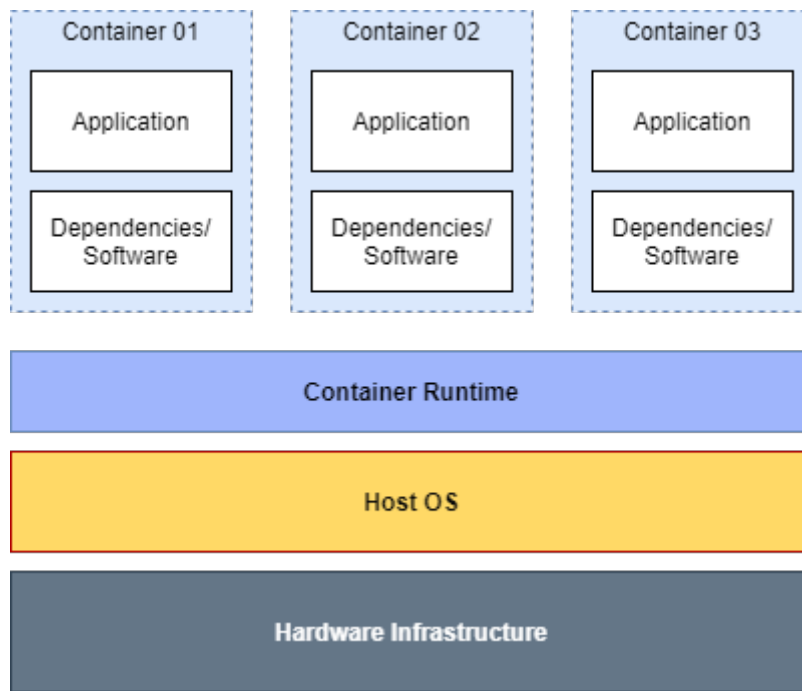 Container 01
Container 02
Container 03
Application
Application
Application
Dependencies/
Software
Dependencies/
Software
Dependencies/
Software
Container Runtime
Host OS
Hardware Infrastructure